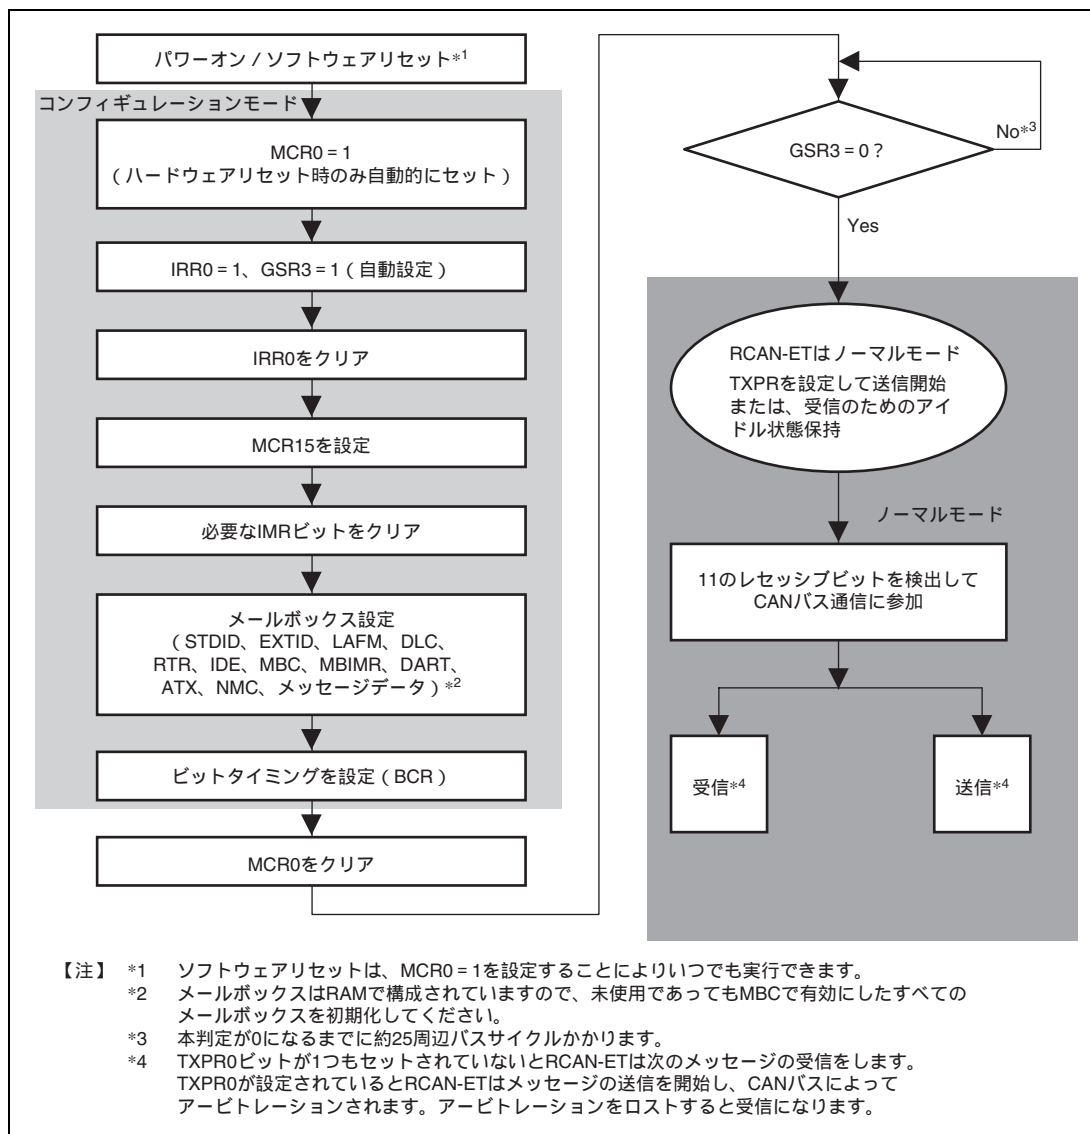 パワーオン / ソフトウェアリセット*1
コンフィギュレーションモード
MCR0 = 1
( ハードウェアリセット時のみ自動的にセット )
IRR0 = 1、GSR3 = 1 ( 自動設定 )
IRR0をクリア
MCR15を設定
必要なIMRビットをクリア
メールボックス設定
( STDID、EXTID、LAFM、DLC、
RTR、IDE、MBC、MBIMR、DART、
ATX、NMC、メッセージデータ ) *2
ビットタイミングを設定 ( BCR )
MCR0をクリア
GSR3 = 0 ?
No*3
Yes
RCAN-ETはノーマルモード
TXPRを設定して送信開始
または、受信のためのアイ
ドル状態保持
ノーマルモード
11のレセッシブビットを検出して
CANバス通信に参加
受信*4
送信*4
【注】 *1 ソフトウェアリセットは、MCR0 = 1を設定することによりいつでも実行できます。
*2 メールボックスはRAMで構成されていますので、未使用であってもMBCで有効にしたすべての
メールボックスを初期化してください。
*3 本判定が0になるまでに約25周辺バスサイクルかかります。
*4 TXPR0ビットが1つもセットされていないとRCAN-ETは次のメッセージの受信をします。
TXPR0が設定されているとRCAN-ETはメッセージの送信を開始し、CANバスによって
アービトレーションされます。アービトレーションをロストすると受信になります。